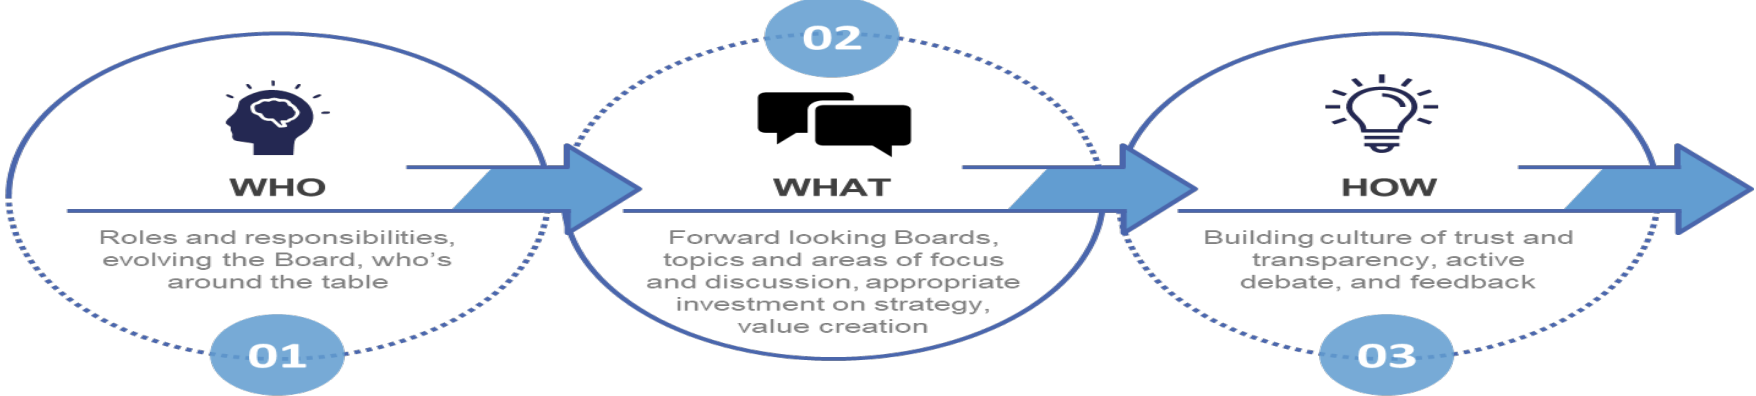 WHO
Roles and responsibilities,
evolving the Board, who's
around the table
01
02
WHAT
Forward looking Boards,
topics and areas of focus
and discussion, appropriate
investment on strategy,
value creation
HOW
Building culture of trust and
transparency, active
debate, and feedback
03